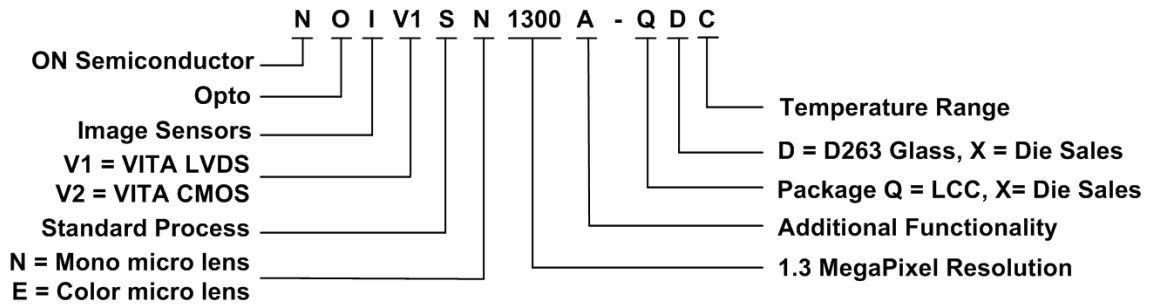 N O I V1 S N 1300 A - Q D C
ON Semiconductor
Opto
Image Sensors
V1 = VITA LVDS
V2 = VITA CMOS
Standard Process
N = Mono micro lens
E = Color micro lens
Temperature Range
D = D263 Glass, X = Die Sales
Package Q = LCC, X= Die Sales
Additional Functionality
1.3 MegaPixel Resolution